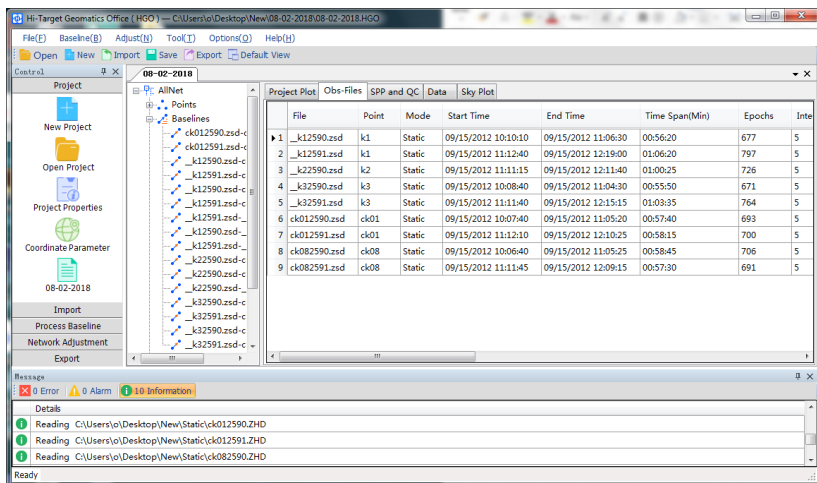 Hi-Target Geomatics Office ( HGO ) — C:\Users\o\Desktop\New\08-02-2018\08-02-2018.HGO
File(F) Baseline(B) Adjust(N) Tool(T) Options(O) Help(H)
Open New Import Save Export Default View
Control
Project
New Project
Open Project
Project Properties
Coordinate Parameter
08-02-2018
Import
Process Baseline
Network Adjustment
Export
08-02-2018
AllNet
Points
Baselines
ck012590.zsd-c
ck012591.zsd-c
__k12590.zsd-c
__k12591.zsd-c
__k12590.zsd-c
__k12591.zsd-c
__k12591.zsd-_
__k12590.zsd-_
__k12591.zsd-_
__k22590.zsd-c
__k22590.zsd-c
__k22590.zsd-_
__k32590.zsd-c
__k32591.zsd-c
__k32590.zsd-c
__k32591.zsd-c
Project Plot Obs-Files SPP and QC Data Sky Plot
File Point Mode Start Time End Time Time Span(Min) Epochs Inte
1 __k12590.zsd k1 Static 09/15/2012 10:10:10 09/15/2012 11:06:30 00:56:20 677 5
2 __k12591.zsd k1 Static 09/15/2012 11:12:40 09/15/2012 12:19:00 01:06:20 797 5
3 __k22590.zsd k2 Static 09/15/2012 11:11:15 09/15/2012 12:11:40 01:00:25 726 5
4 __k32590.zsd k3 Static 09/15/2012 10:08:40 09/15/2012 11:04:30 00:55:50 671 5
5 __k32591.zsd k3 Static 09/15/2012 11:11:40 09/15/2012 12:15:15 01:03:35 764 5
6 ck012590.zsd ck01 Static 09/15/2012 10:07:40 09/15/2012 11:05:20 00:57:40 693 5
7 ck012591.zsd ck01 Static 09/15/2012 11:12:10 09/15/2012 12:10:25 00:58:15 700 5
8 ck082590.zsd ck08 Static 09/15/2012 10:06:40 09/15/2012 11:05:25 00:58:45 706 5
9 ck082591.zsd ck08 Static 09/15/2012 11:11:45 09/15/2012 12:09:15 00:57:30 691 5
Message
0 Error 0 Alarm 10 Information
Details
Reading C:\Users\o\Desktop\New\Static\ck012590.ZHD
Reading C:\Users\o\Desktop\New\Static\ck012591.ZHD
Reading C:\Users\o\Desktop\New\Static\ck082590.ZHD
Ready